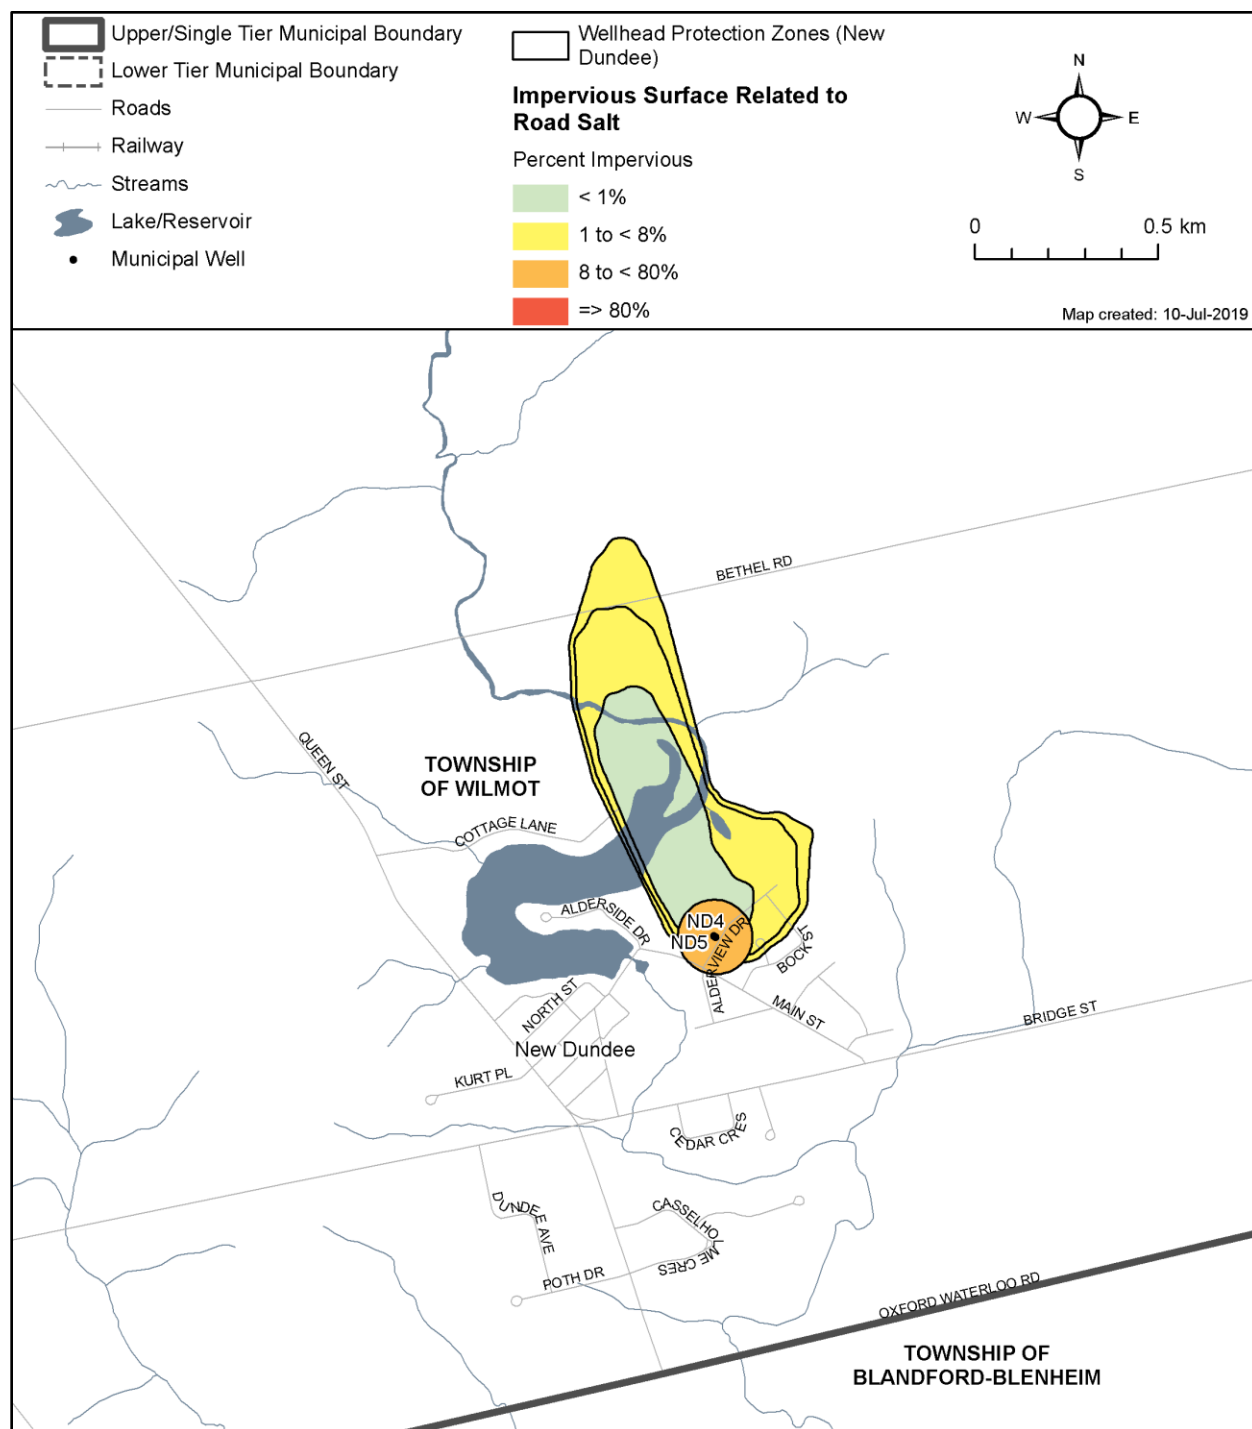 Upper/Single Tier Municipal Boundary
Lower Tier Municipal Boundary
Roads
Railway
Streams
Lake/Reservoir
Municipal Well
Wellhead Protection Zones (New
Dundee)
Impervious Surface Related to
Road Salt
Percent Impervious
< 1%
1 to < 8%
8 to < 80%
=> 80%
N
W
E
S
0
0.5 km
Map created: 10-Jul-2019
BETHEL RD
QUEEN ST
TOWNSHIP
OF WILMOT
COTTAGE LANE
ALDERSIDE DR
ND4
ND5
ALDERVIEW DR
BOCK ST
NORTH ST
MAIN ST
BRIDGE ST
New Dundee
KURT PL
CEDAR CRES
DUNDEE AVE
CASSELHOLME CRES
POTH DR
OXFORD WATERLOO RD
TOWNSHIP OF
BLANDFORD-BLENHEIM